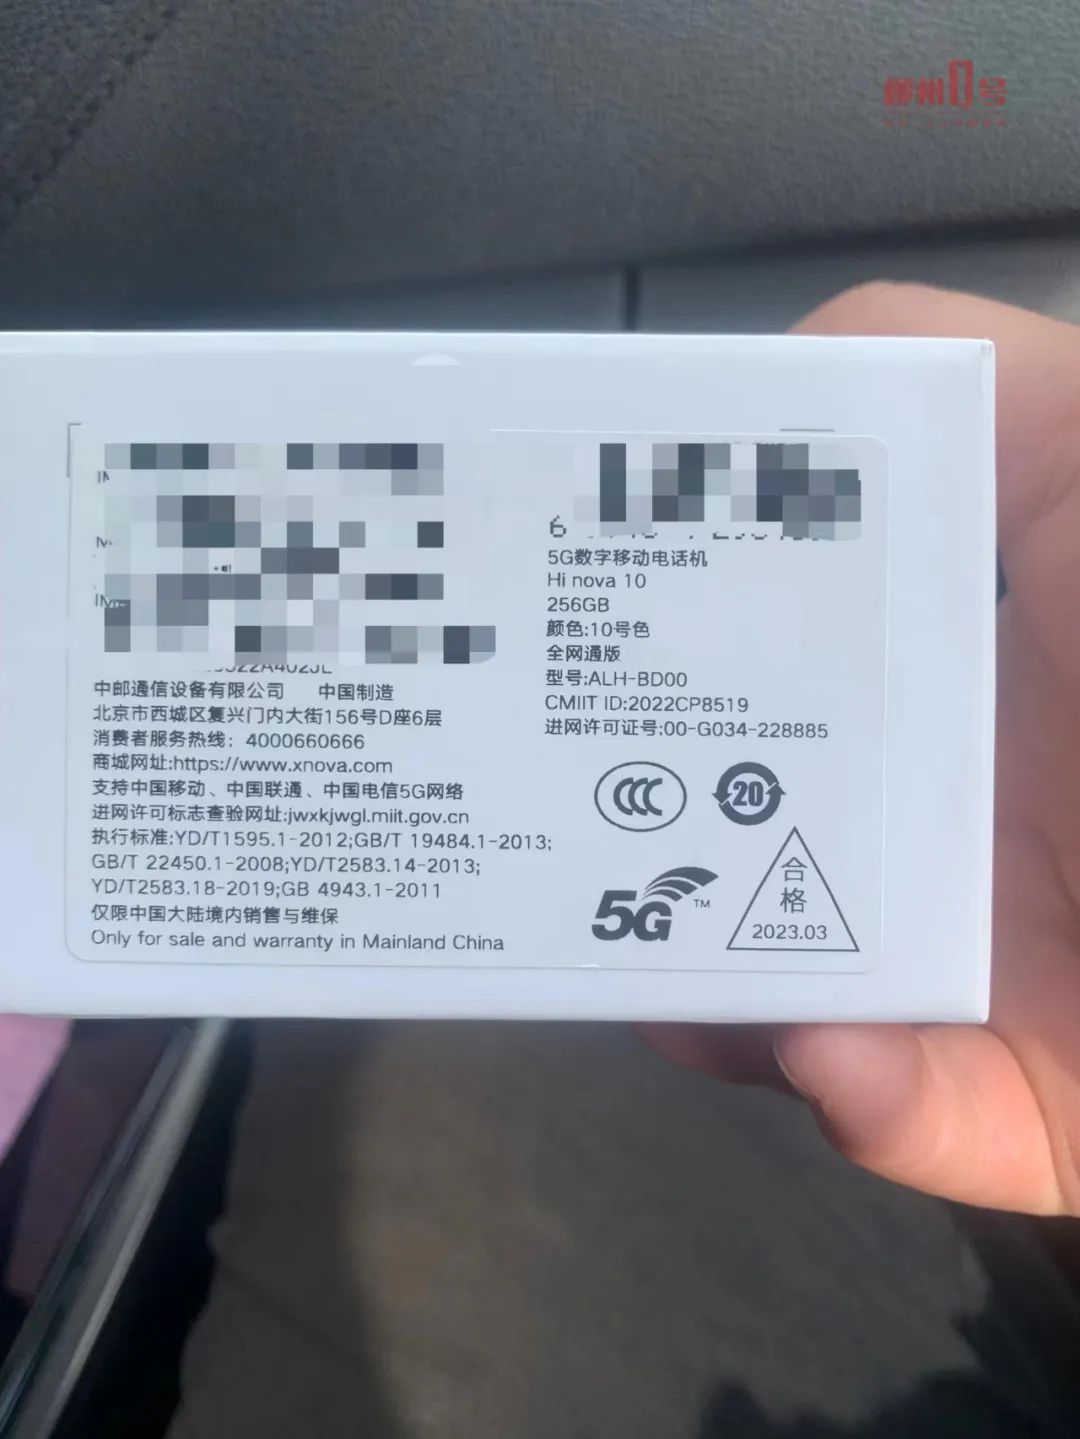 柳州1号
6
5G数字移动电话机
Hi nova 10
256GB
颜色:10号色
全网通版
型号:ALH-BD00
CMIIT ID:2022CP8519
进网许可证号:00-G034-228885
中邮通信设备有限公司 中国制造
北京市西城区复兴门内大街156号D座6层
消费者服务热线：4000660666
商城网址:https://www.xnova.com
支持中国移动、中国联通、中国电信5G网络
进网许可标志查验网址:jwxkjwgl.miit.gov.cn
执行标准:YD/T1595.1-2012;GB/T 19484.1-2013;
GB/T 22450.1-2008;YD/T2583.14-2013;
YD/T2583.18-2019;GB 4943.1-2011
仅限中国大陆境内销售与维保
Only for sale and warranty in Mainland China
CCC
20
5G TM
合
格
2023.03